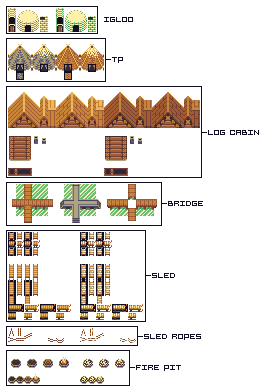 IGLOO
TP
LOG CABIN
BRIDGE
SLED
SLED ROPES
FIRE PIT